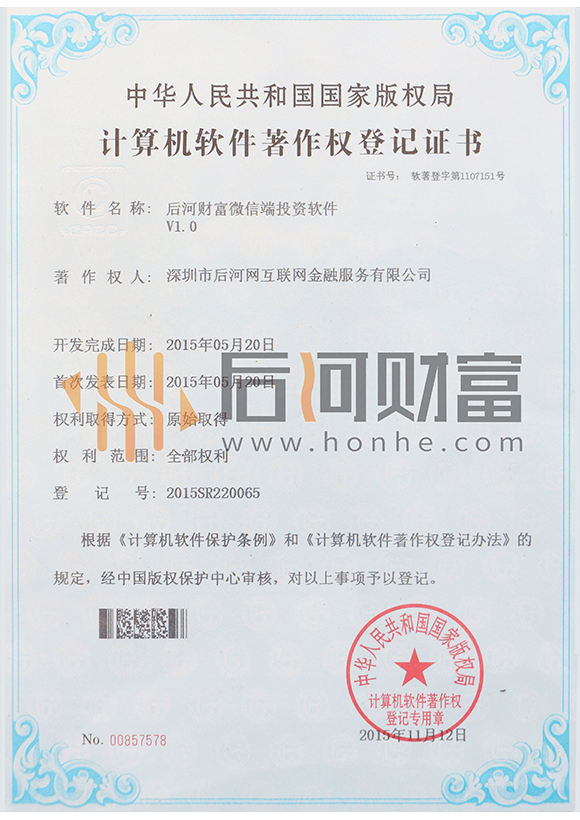 中华人民共和国国家版权局
计算机软件著作权登记证书
证书号： 软著登字第1107151号
软件名称： 后河财富微信端投资软件
V1.0
著作权人： 深圳市后河网互联网金融服务有限公司
开发完成日期： 2015年05月20日
首次发表日期： 2015年05月20日
权利取得方式： 原始取得
权利范围： 全部权利
登记号： 2015SR220065
后河财富
www.honhe.com
根据《计算机软件保护条例》和《计算机软件著作权登记办法》的
规定，经中国版权保护中心审核，对以上事项予以登记。
中华人民共和国国家版权局
计算机软件著作权
登记专用章
2015年11月12日
No. 00857578